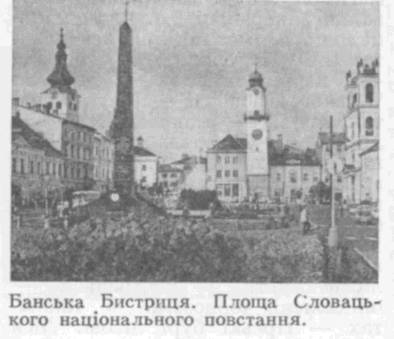 Банська Бистриця. Площа Словаць-
кого національного повстання.